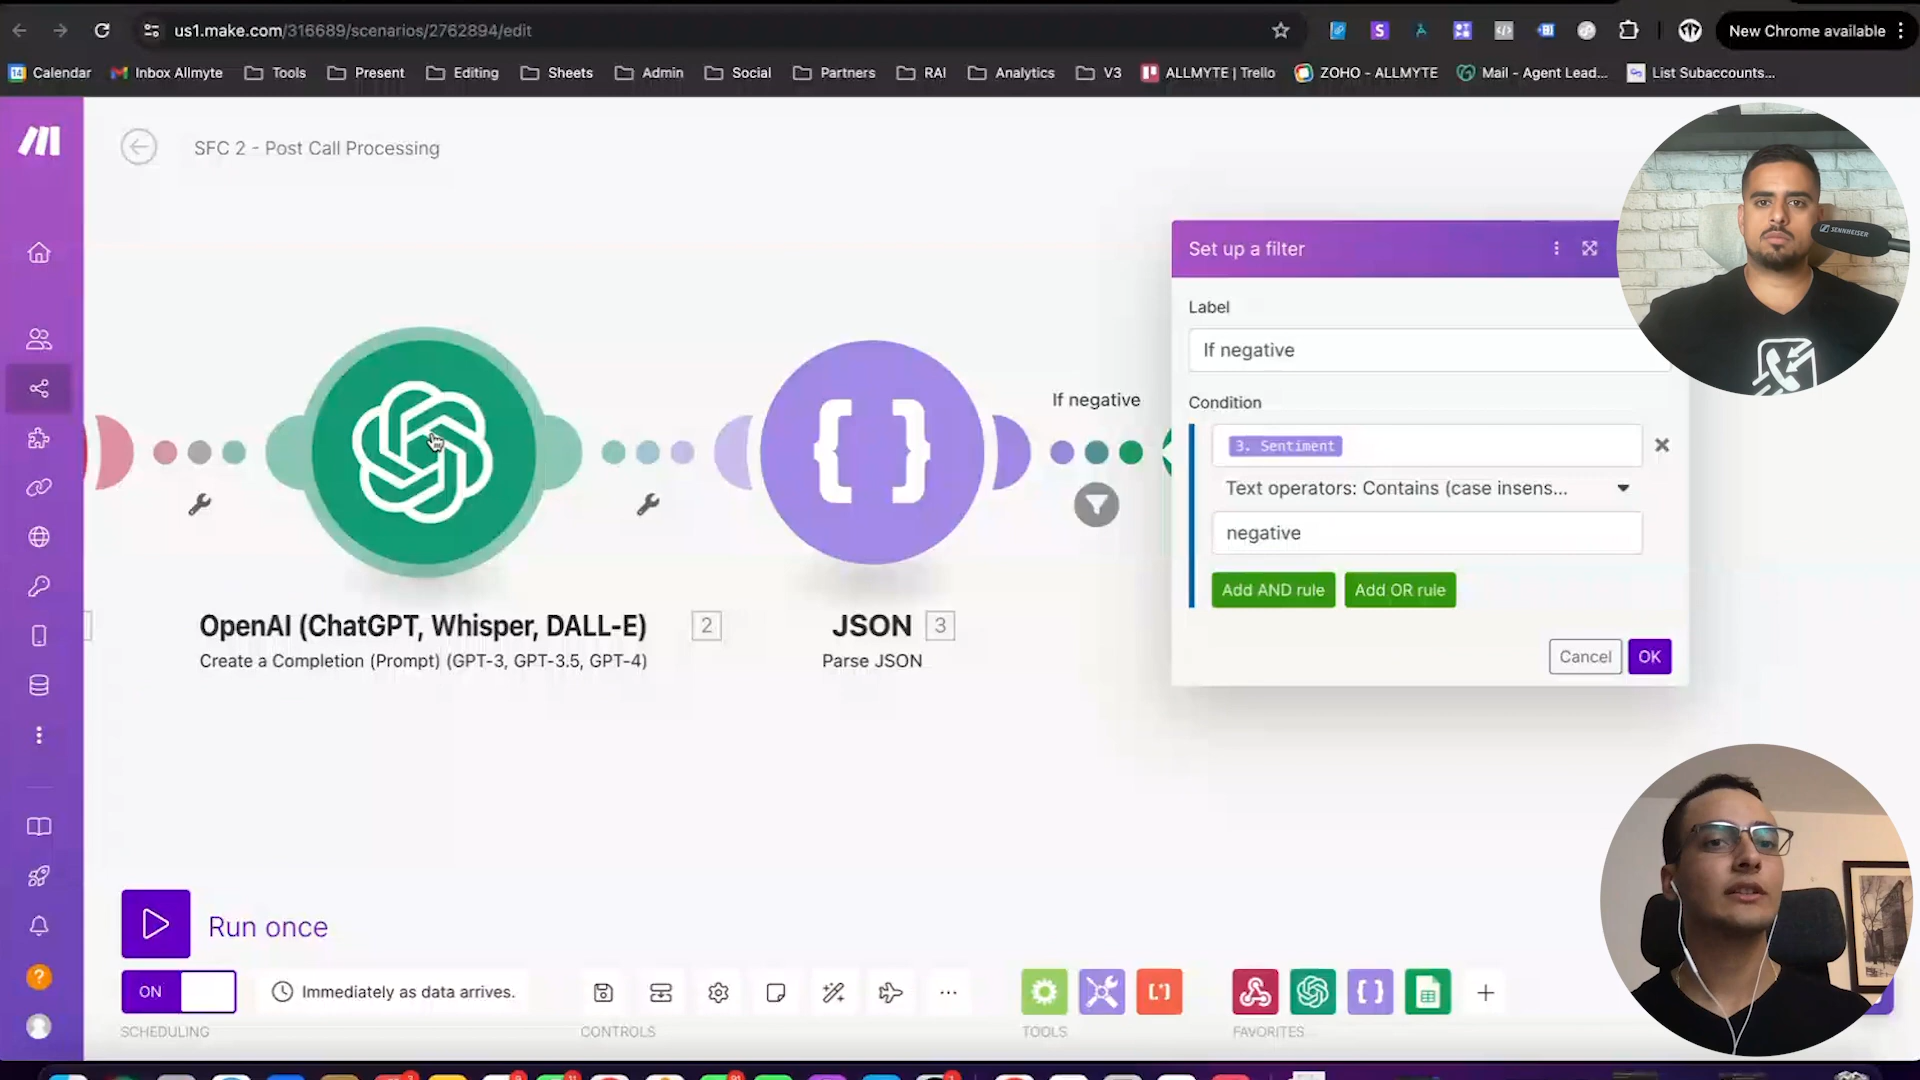 us1.make.com/316689/scenarios/2762894/edit
New Chrome available
Calendar
Inbox Allmyte
Tools
Present
Editing
Sheets
Admin
Social
Partners
RAI
Analytics
V3
ALLMYTE | Trello
ZOHO - ALLMYTE
Mail - Agent Lead...
List Subaccounts...
SFC 2 - Post Call Processing
Set up a filter
Label
If negative
Condition
3. Sentiment
Text operators: Contains (case insens...
negative
Add AND rule
Add OR rule
Cancel
OK
If negative
OpenAI (ChatGPT, Whisper, DALL-E)
2
Create a Completion (Prompt) (GPT-3, GPT-3.5, GPT-4)
JSON
3
Parse JSON
SENNHEISER
Run once
ON
Immediately as data arrives.
SCHEDULING
CONTROLS
TOOLS
FAVORITES